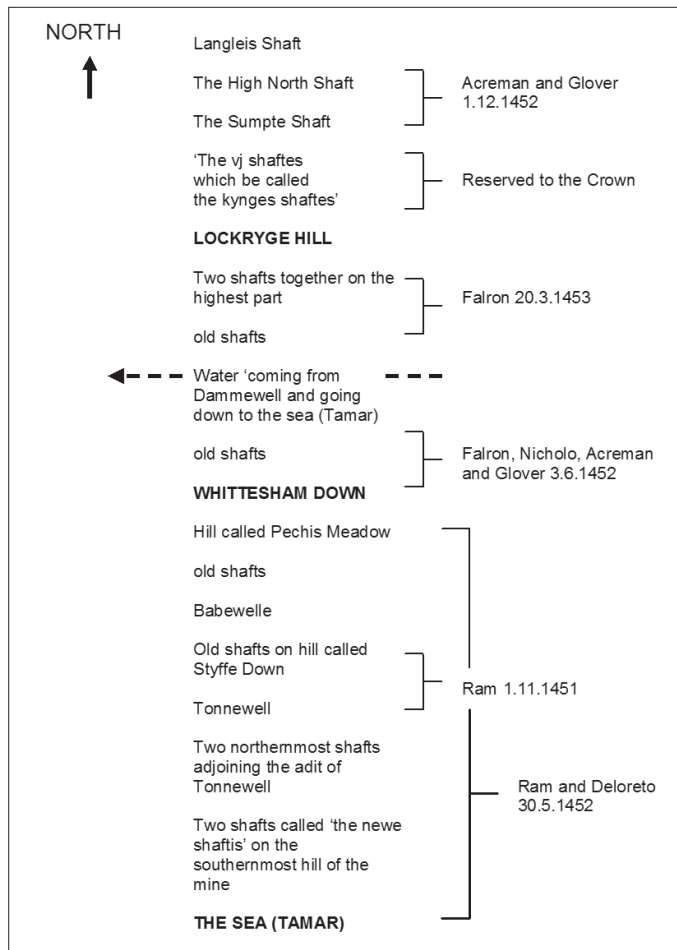 NORTH
Langleis Shaft
The High North Shaft
The Sumpte Shaft
Acreman and Glover
1.12.1452
‘The vj shaftes
which be called
the kynges shaftes’
Reserved to the Crown
LOCKRYGE HILL
Two shafts together on the
highest part
old shafts
Falron 20.3.1453
Water ‘coming from
Dammewell and going
down to the sea (Tamar)
old shafts
Falron, Nicholo, Acreman
and Glover 3.6.1452
WHITTESHAM DOWN
Hill called Pechis Meadow
old shafts
Babewelle
Old shafts on hill called
Styffe Down
Tonnewell
Ram 1.11.1451
Two northernmost shafts
adjoining the adit of
Tonnewell
Two shafts called ‘the newe
shaftis’ on the
southernmost hill of the
mine
Ram and Deloreto
30.5.1452
THE SEA (TAMAR)